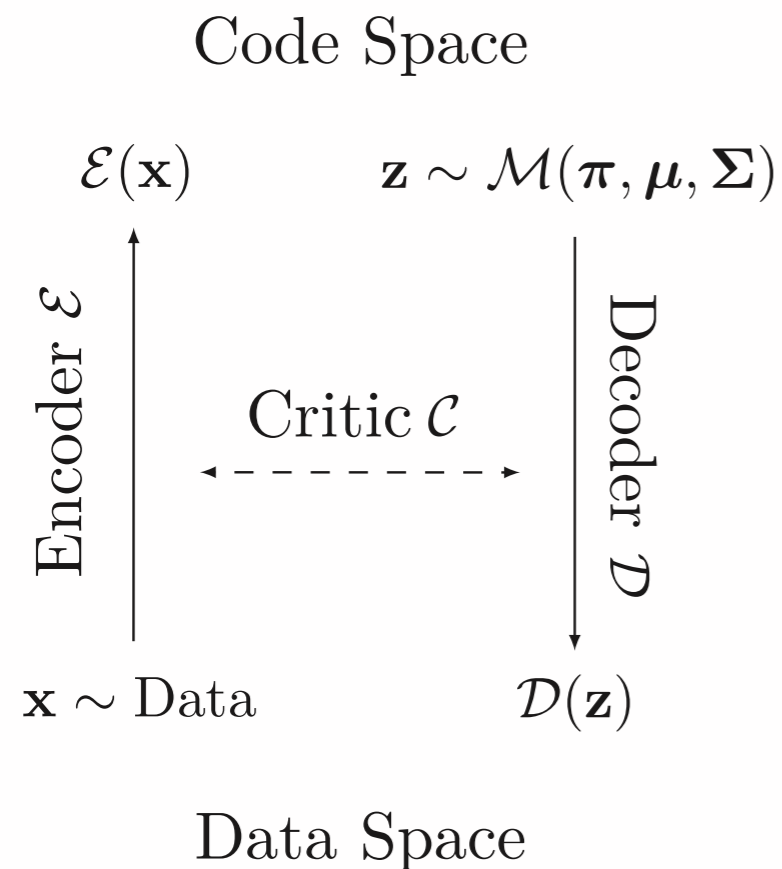 Code Space
ℰ(𝐱)
𝐳 ∼ ℳ(𝛑, 𝛍, 𝚺)
Encoder ℰ
Critic 𝒞
Decoder 𝒟
𝐱 ∼ Data
𝒟(𝐳)
Data Space